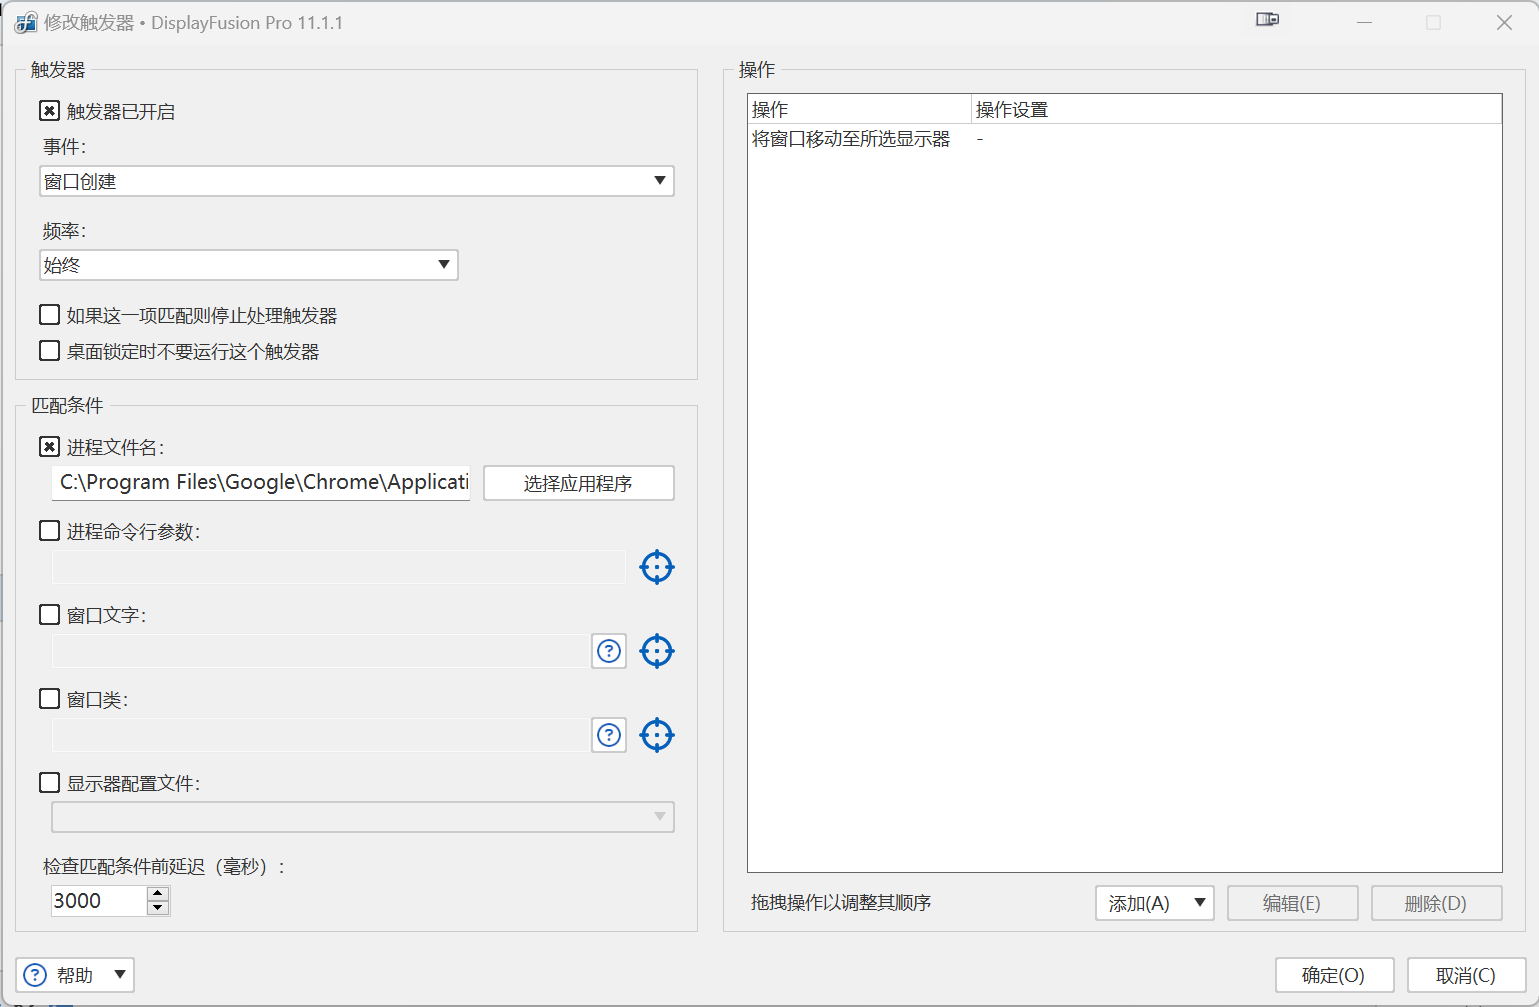 修改触发器 • DisplayFusion Pro 11.1.1
触发器
触发器已开启
事件：
窗口创建
频率：
始终
如果这一项匹配则停止处理触发器
桌面锁定时不要运行这个触发器
匹配条件
进程文件名：
C:\Program Files\Google\Chrome\Applicati
选择应用程序
进程命令行参数：
窗口文字：
窗口类：
显示器配置文件：
检查匹配条件前延迟（毫秒）：
3000
操作
操作 操作设置
将窗口移动至所选显示器 -
拖拽操作以调整其顺序
添加(A)
编辑(E)
删除(D)
帮助
确定(O)
取消(C)